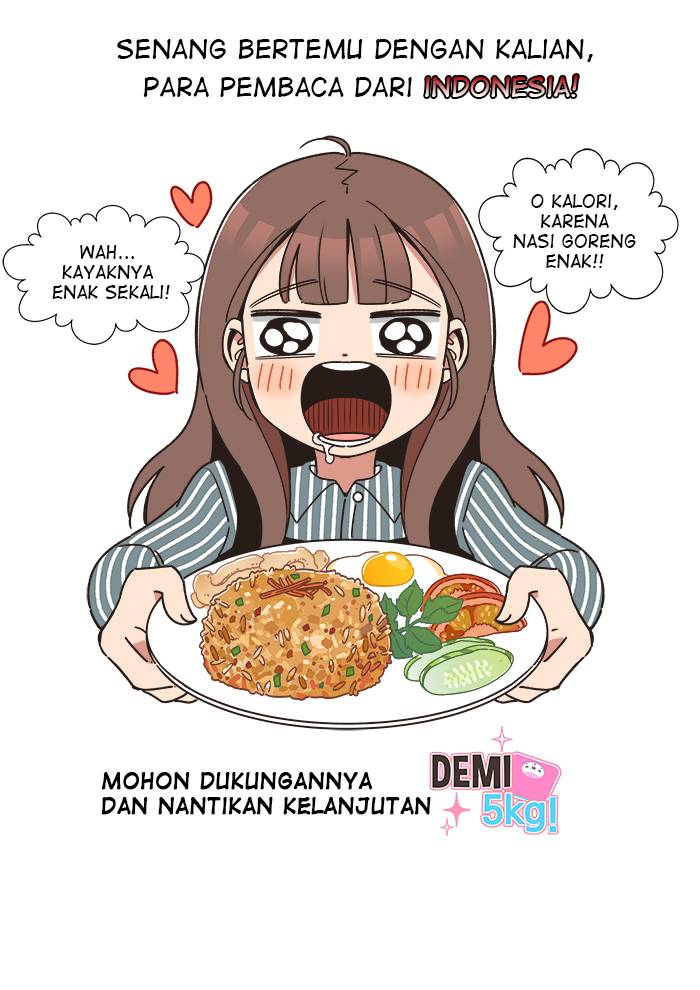 SENANG BERTEMU DENGAN KALIAN,
PARA PEMBACA DARI INDONESIA!
WAH...
KAYAKNYA
ENAK SEKALI!
O KALORI,
KARENA
NASI GORENG
ENAK!!
MOHON DUKUNGANNYA
DAN NANTIKAN KELANJUTAN
DEMI
5kg!